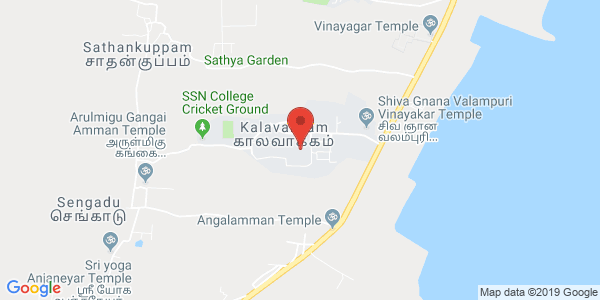 Vinayagar Temple
Sathankuppam
சாதன்குப்பம்
Sathya Garden
SSN College
Cricket Ground
Shiva Gnana Valampuri
Vinayakar Temple
சிவ ஞான
வலம்புரி...
Arulmigu Gangai
Amman Temple
அருள்மிகு
கங்கை...
காலவாக்கம்
Sengadu
செங்காடு
Angalamman Temple
Sri yoga
Anjaneyar Temple
ஸ்ரீ யோக
Google
Map data ©2019 Google